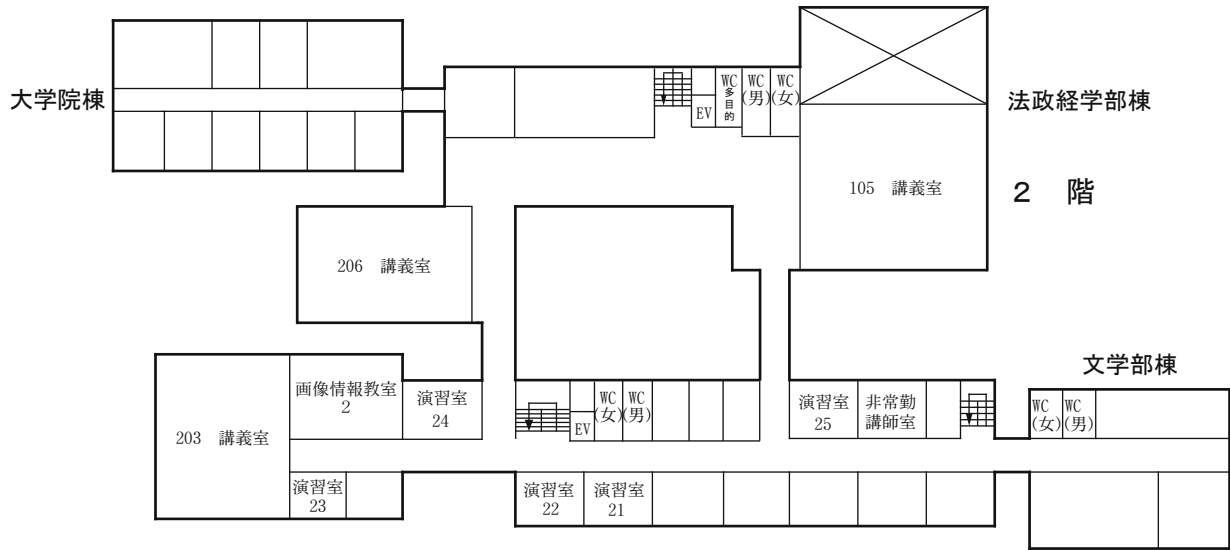 大学院棟
WC
多目的
WC
(男)
WC
(女)
EV
法政経学部棟
105 講義室
2 階
206 講義室
文学部棟
画像情報教室
2
演習室
24
203 講義室
WC
(女)
WC
(男)
EV
演習室
25
非常勤
講師室
WC
(女)
WC
(男)
演習室
23
演習室
22
演習室
21